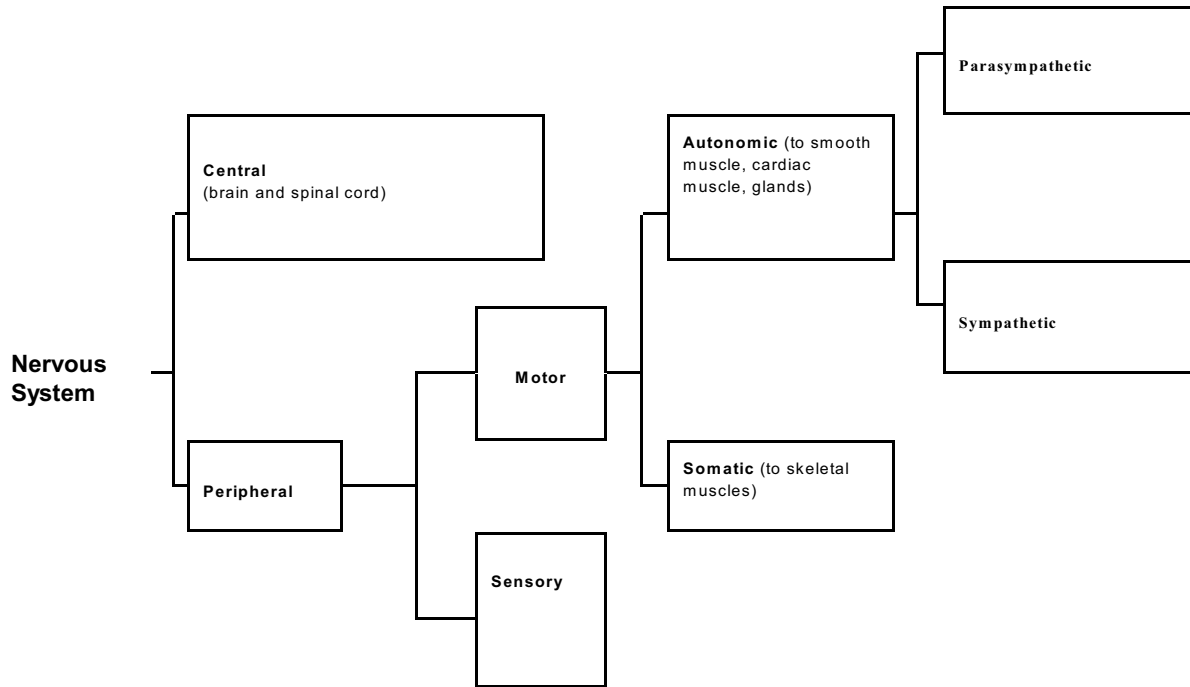 Nervous
System
Central
(brain and spinal cord)
Peripheral
Motor
Sensory
Autonomic (to smooth
muscle, cardiac
muscle, glands)
Somatic (to skeletal
muscles)
Parasympathetic
Sympathetic